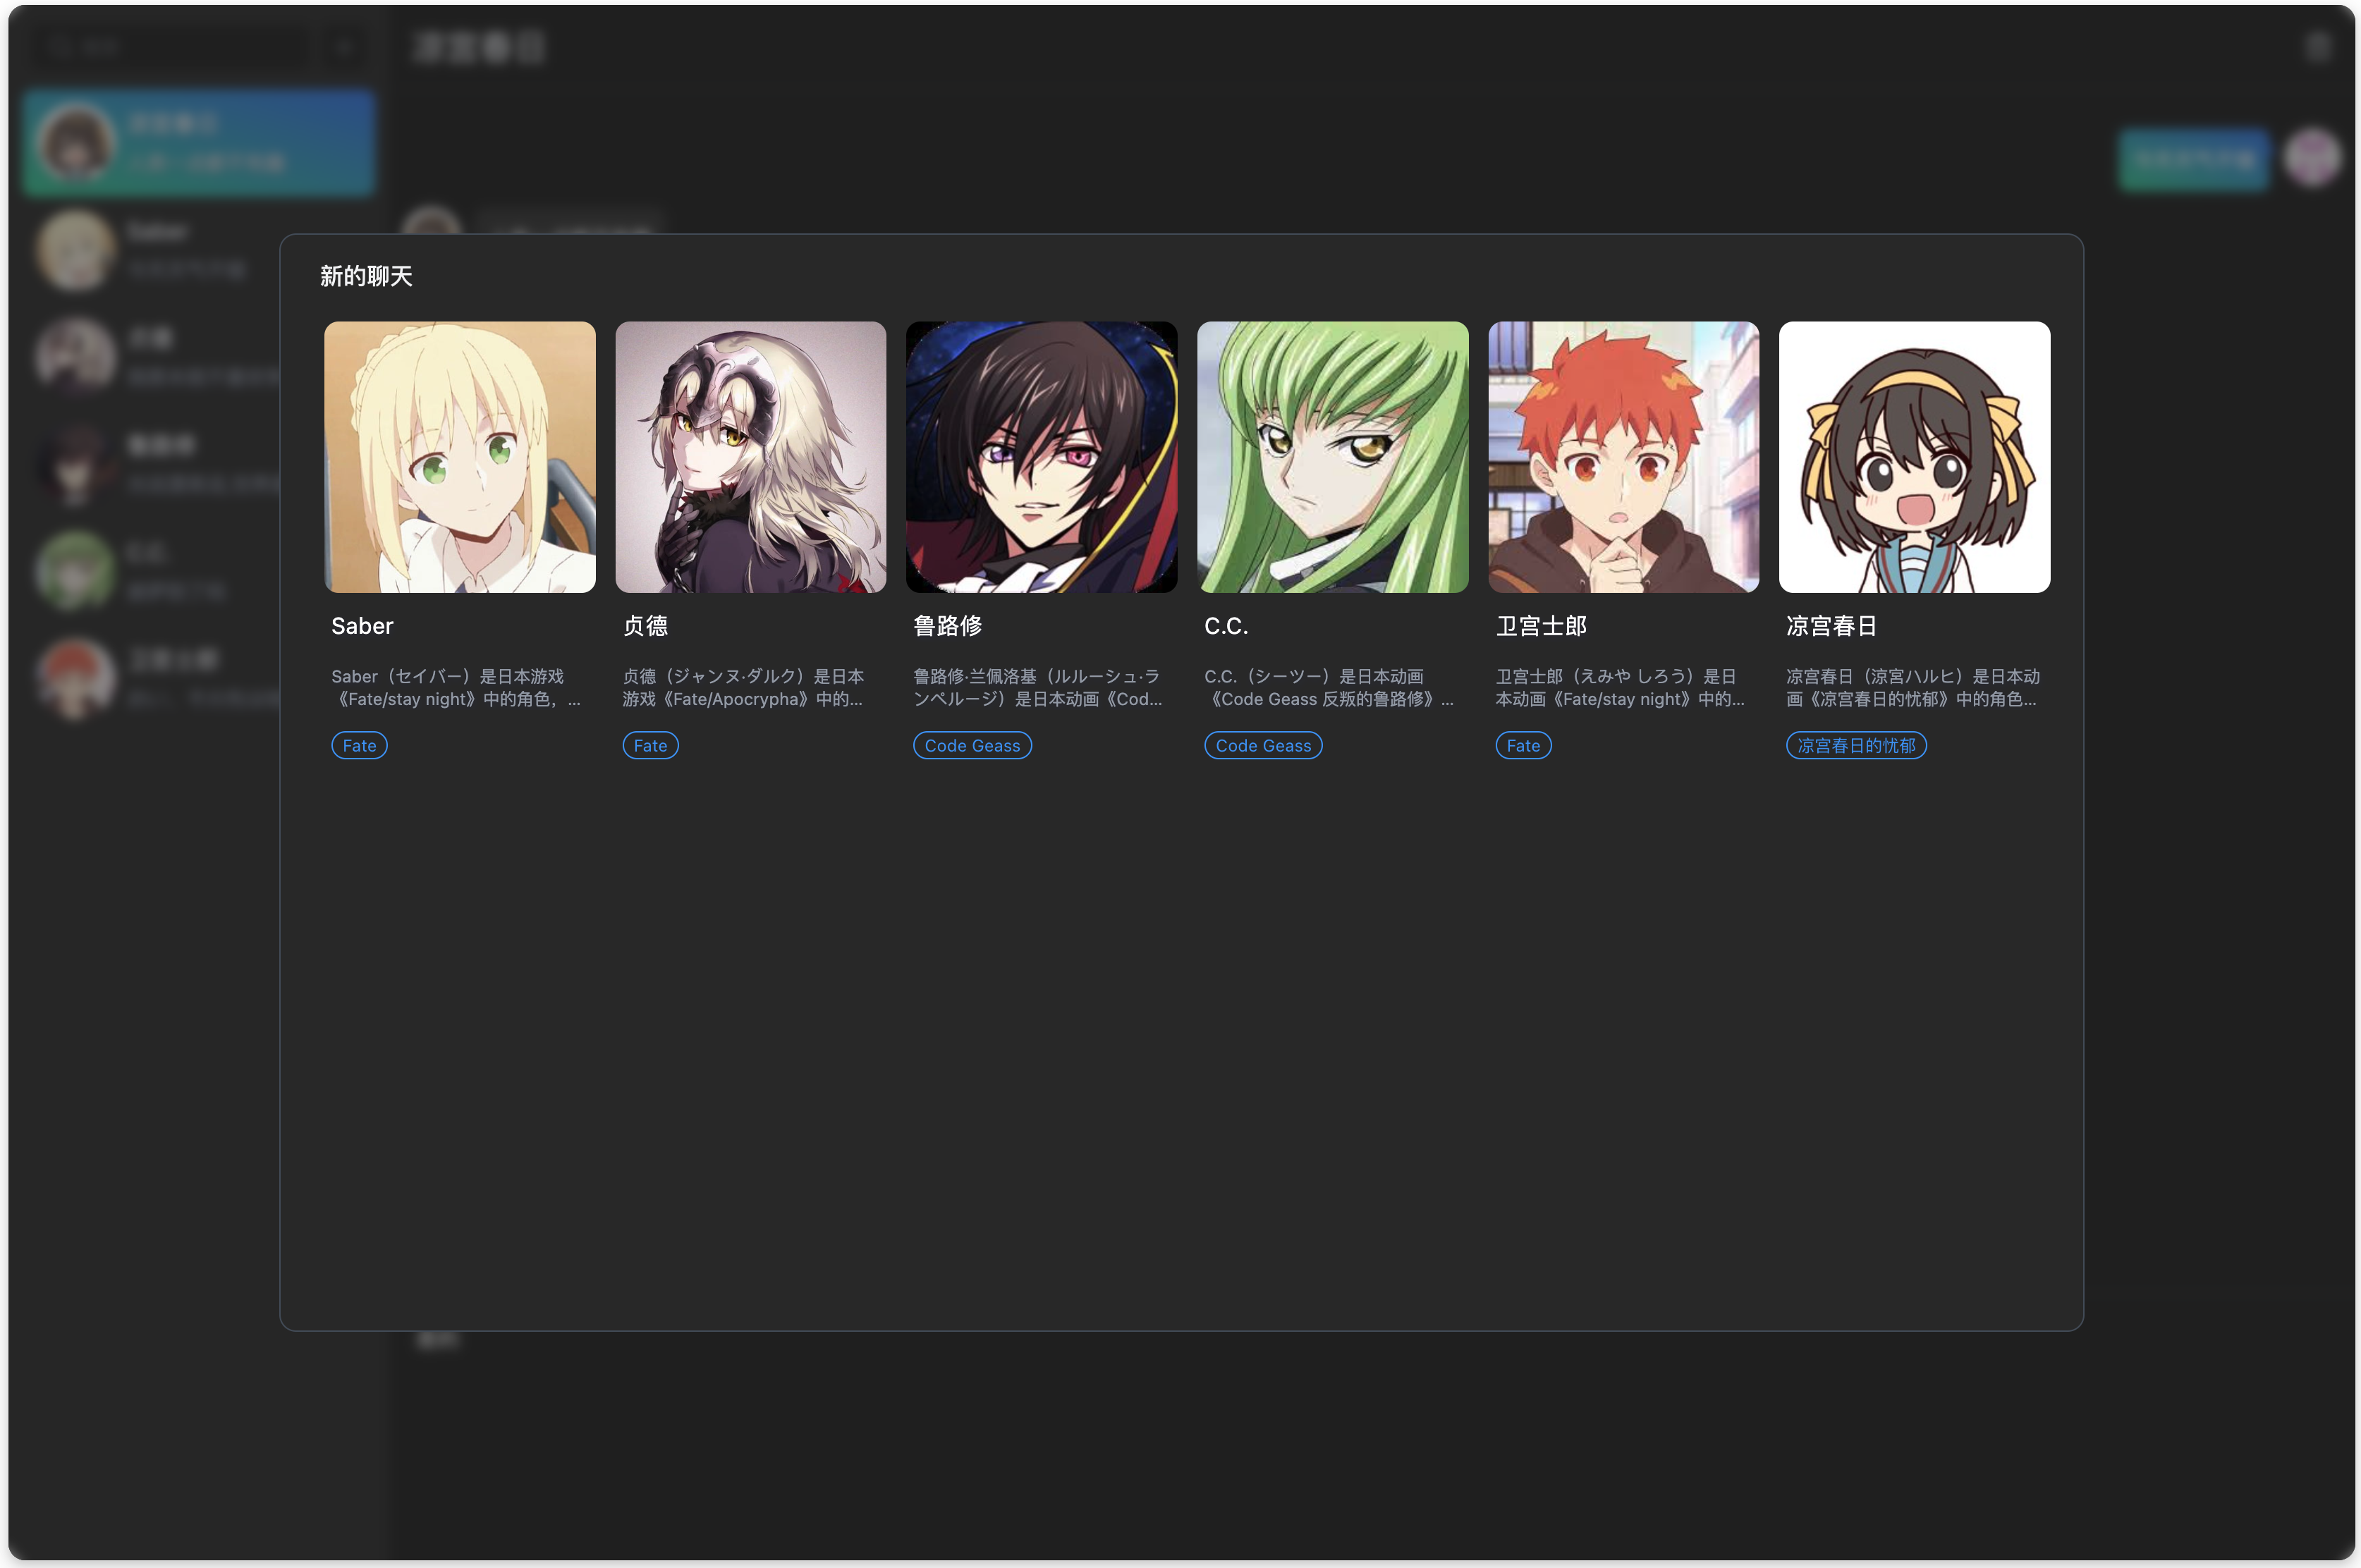 凉宫春日
Saber
新的聊天
Saber
Saber（セイバー）是日本游戏
《Fate/stay night》中的角色，...
Fate
贞德
贞德（ジャンヌ·ダルク）是日本
游戏《Fate/Apocrypha》中的...
Fate
鲁路修
鲁路修·兰佩洛基（ルルーシュ·ラ
ンペルージ）是日本动画《Cod...
Code Geass
C.C.
C.C.（シーツー）是日本动画
《Code Geass 反叛的鲁路修》...
Code Geass
卫宫士郎
卫宫士郎（えみや しろう）是日
本动画《Fate/stay night》中的...
Fate
凉宫春日
凉宫春日（涼宮ハルヒ）是日本动
画《凉宫春日的忧郁》中的角色...
凉宫春日的忧郁